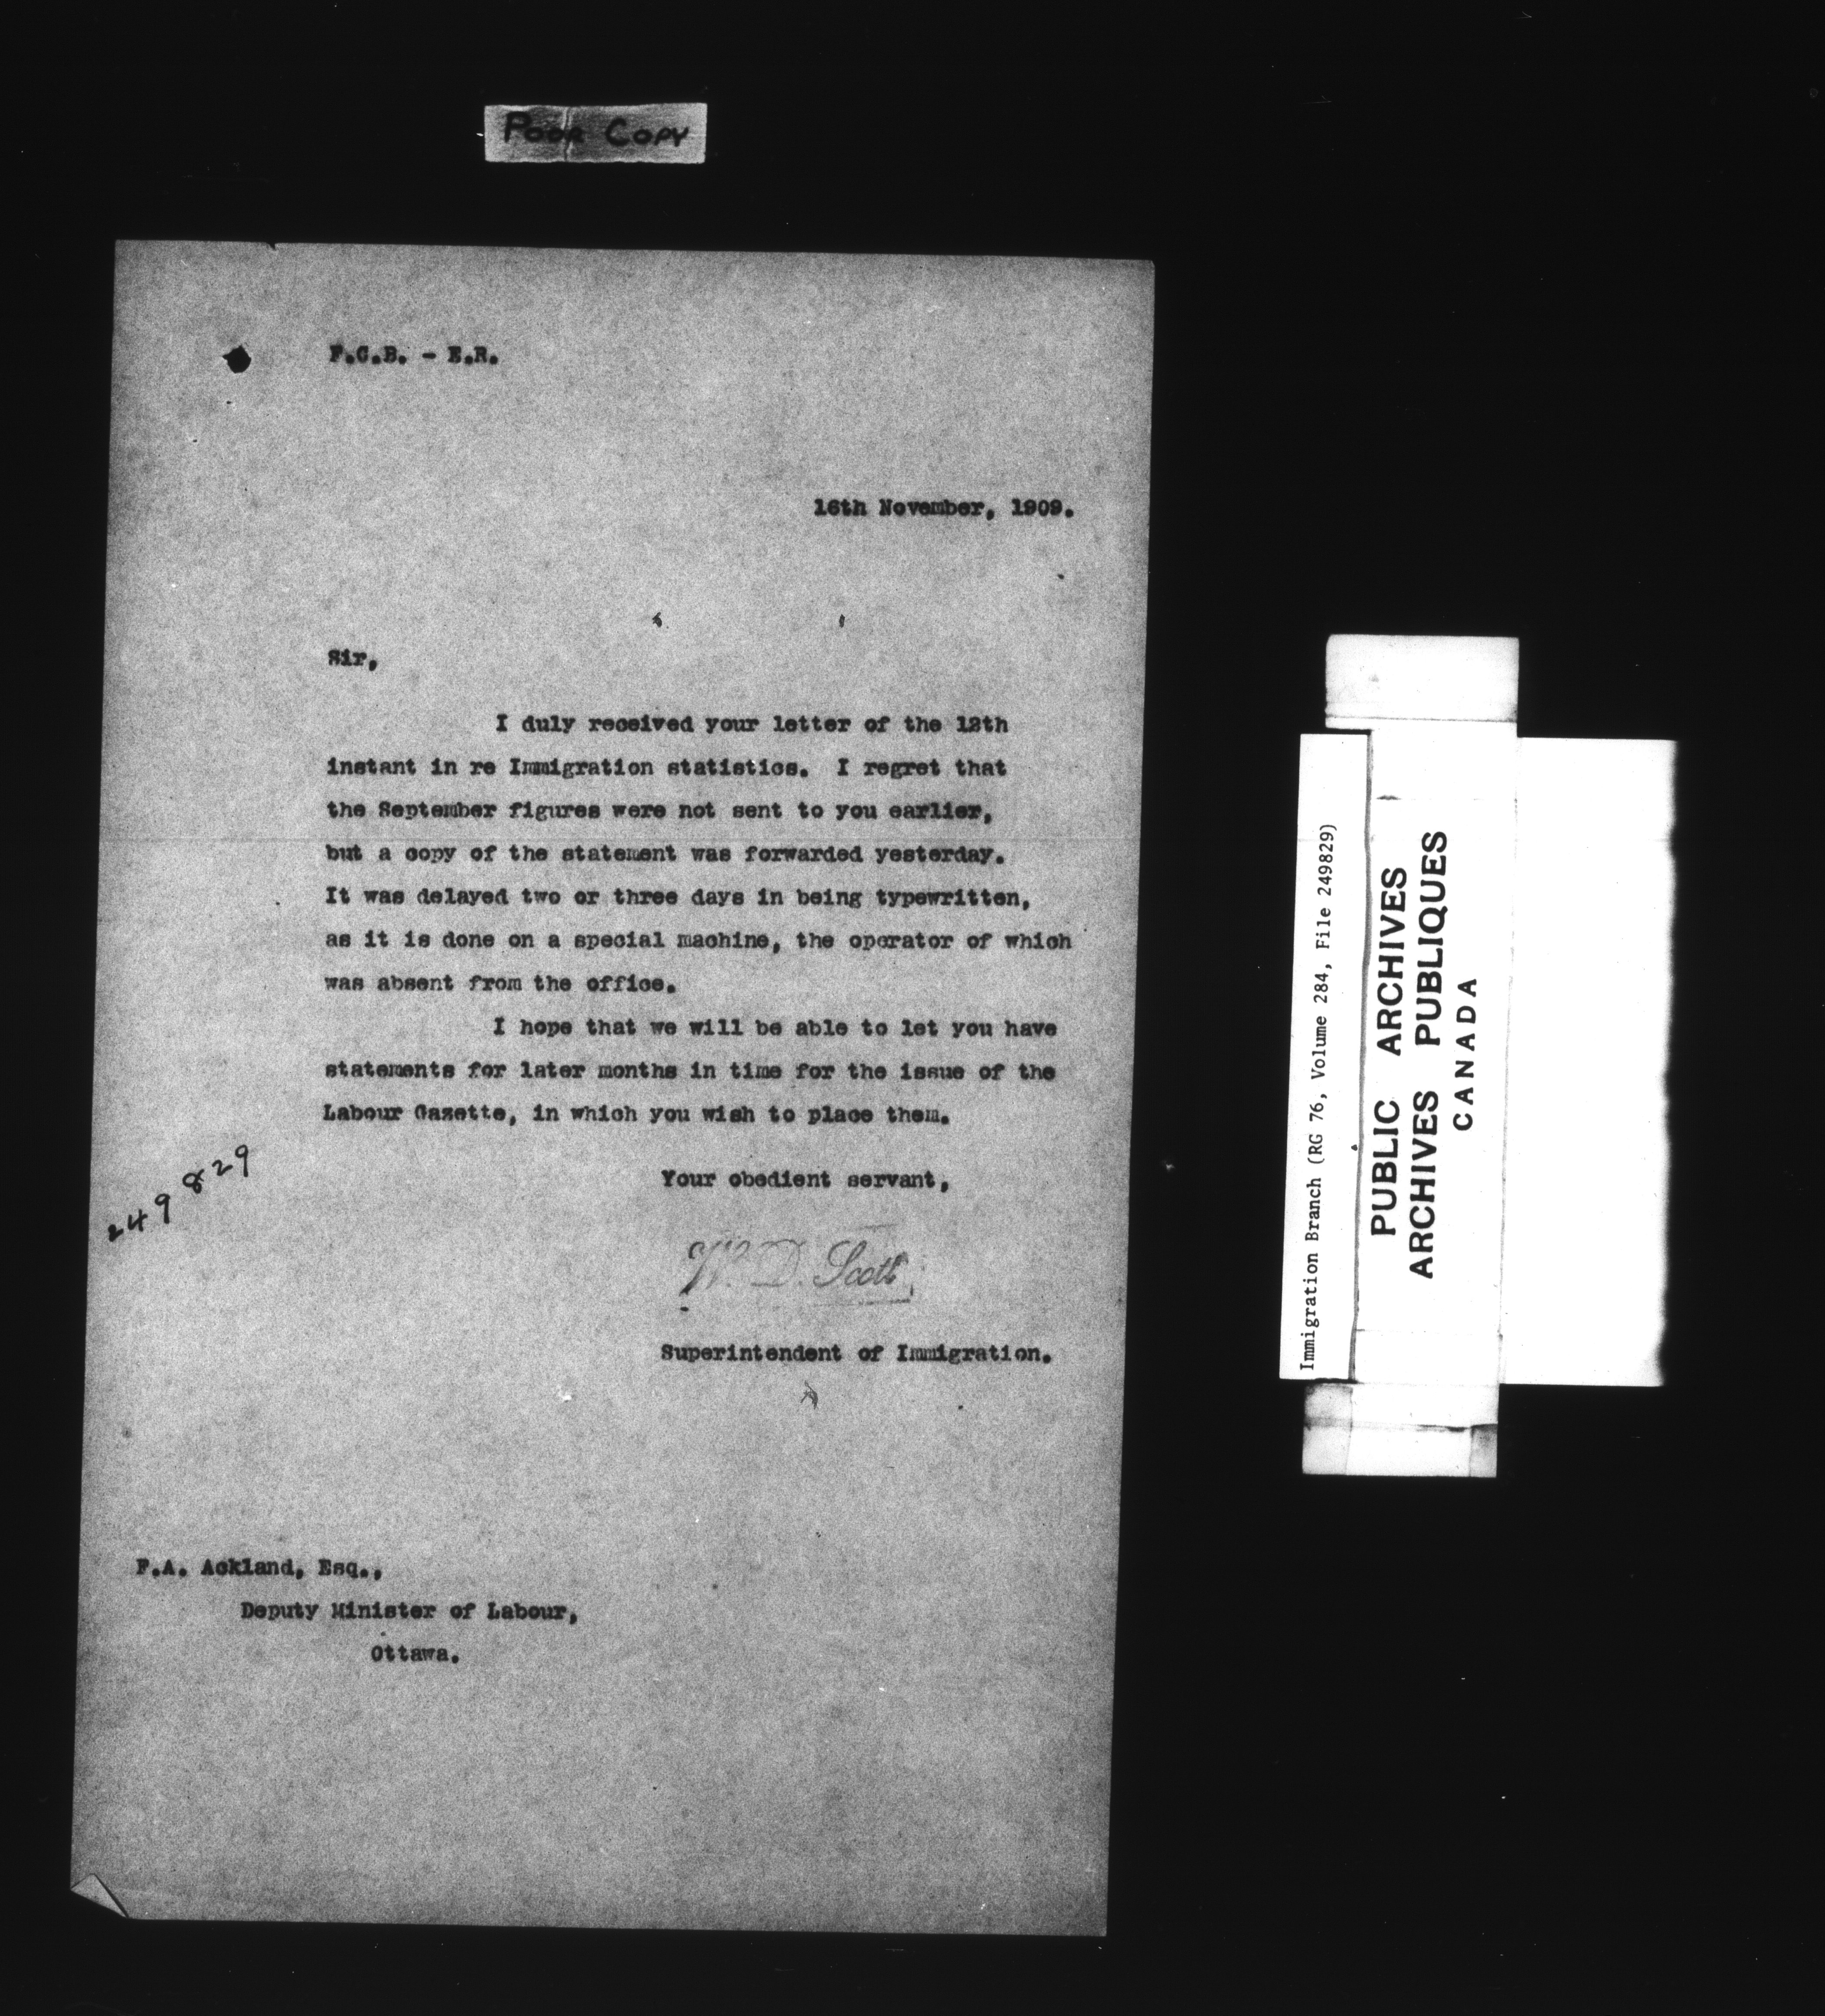 POOR COPY
F.C.B. - E.R.
16th November, 1909.
Sir,
I duly received your letter of the 12th
instant in re Immigration statistics. I regret that
the September figures were not sent to you earlier,
but a copy of the statement was forwarded yesterday.
It was delayed two or three days in being typewritten,
as it is done on a special machine, the operator of which
was absent from the office.
I hope that we will be able to let you have
statements for later months in time for the issue of the
Labour Gazette, in which you wish to place them.
249829
Your obedient servant,
W. D. Scott
Superintendent of Immigration.
F.A. Ackland, Esq.,
Deputy Minister of Labour,
Ottawa.
Immigration Branch (RG 76, Volume 284, File 249829)
PUBLIC ARCHIVES
ARCHIVES PUBLIQUES
CANADA